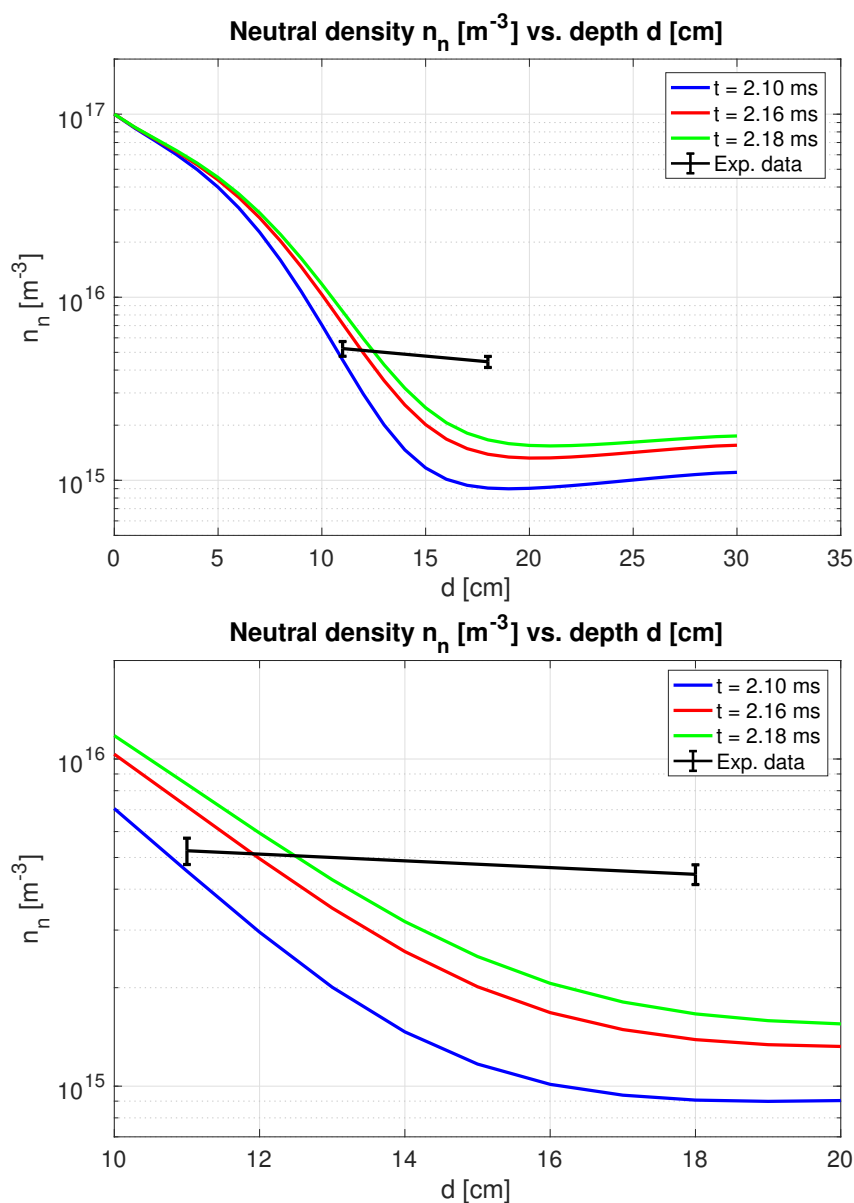 Neutral density n_n [m^-3] vs. depth d [cm]
t = 2.10 ms
t = 2.16 ms
t = 2.18 ms
Exp. data
10^17
10^16
10^15
n_n [m^-3]
0 5 10 15 20 25 30 35
d [cm]
Neutral density n_n [m^-3] vs. depth d [cm]
t = 2.10 ms
t = 2.16 ms
t = 2.18 ms
Exp. data
10^16
10^15
n_n [m^-3]
10 12 14 16 18 20
d [cm]